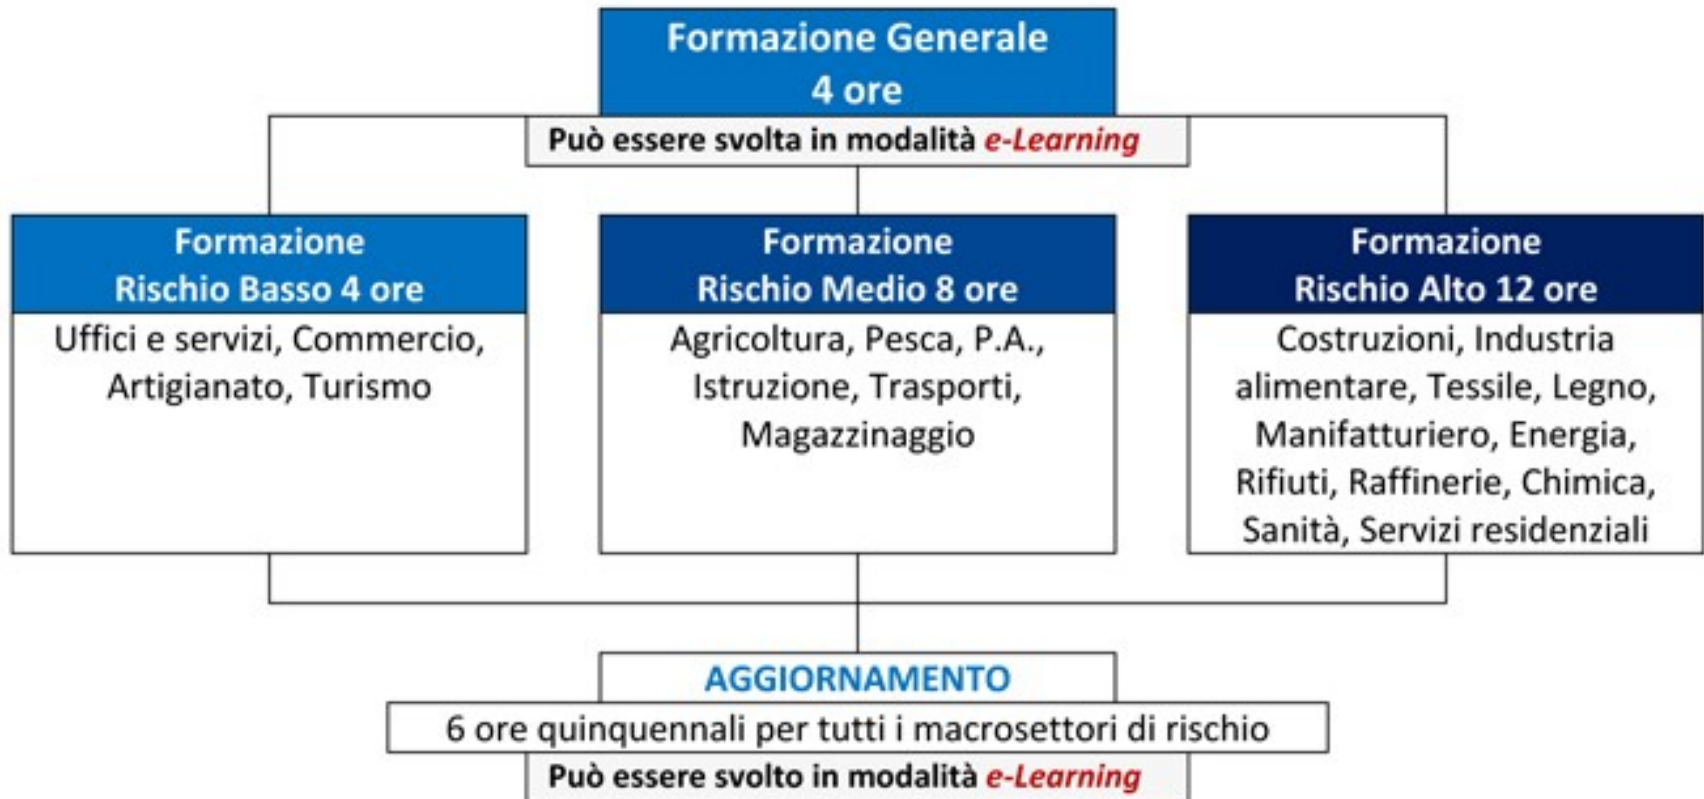 Formazione Generale
4 ore
Può essere svolta in modalità e-Learning
Formazione
Rischio Basso 4 ore
Uffici e servizi, Commercio,
Artigianato, Turismo
Formazione
Rischio Medio 8 ore
Agricoltura, Pesca, P.A.,
Istruzione, Trasporti,
Magazzinaggio
Formazione
Rischio Alto 12 ore
Costruzioni, Industria
alimentare, Tessile, Legno,
Manifatturiero, Energia,
Rifiuti, Raffinerie, Chimica,
Sanità, Servizi residenziali
AGGIORNAMENTO
6 ore quinquennali per tutti i macrosettori di rischio
Può essere svolto in modalità e-Learning